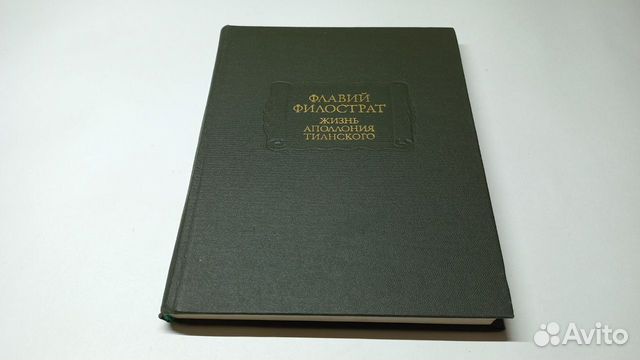 ФЛАВИЙ
ФИЛОСТРАТ
ЖИЗНЬ
АПОЛЛОНИЯ
ТИАНСКОГО
Avito